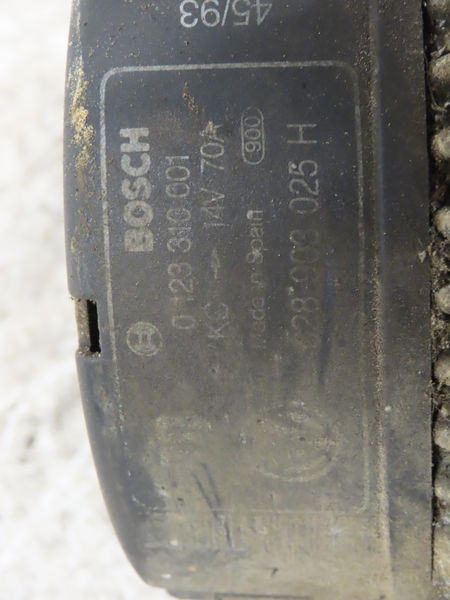 45/93
BOSCH
0 123 310 001
KC → 14V 70A
Made in Spain
900
028 903 025 H